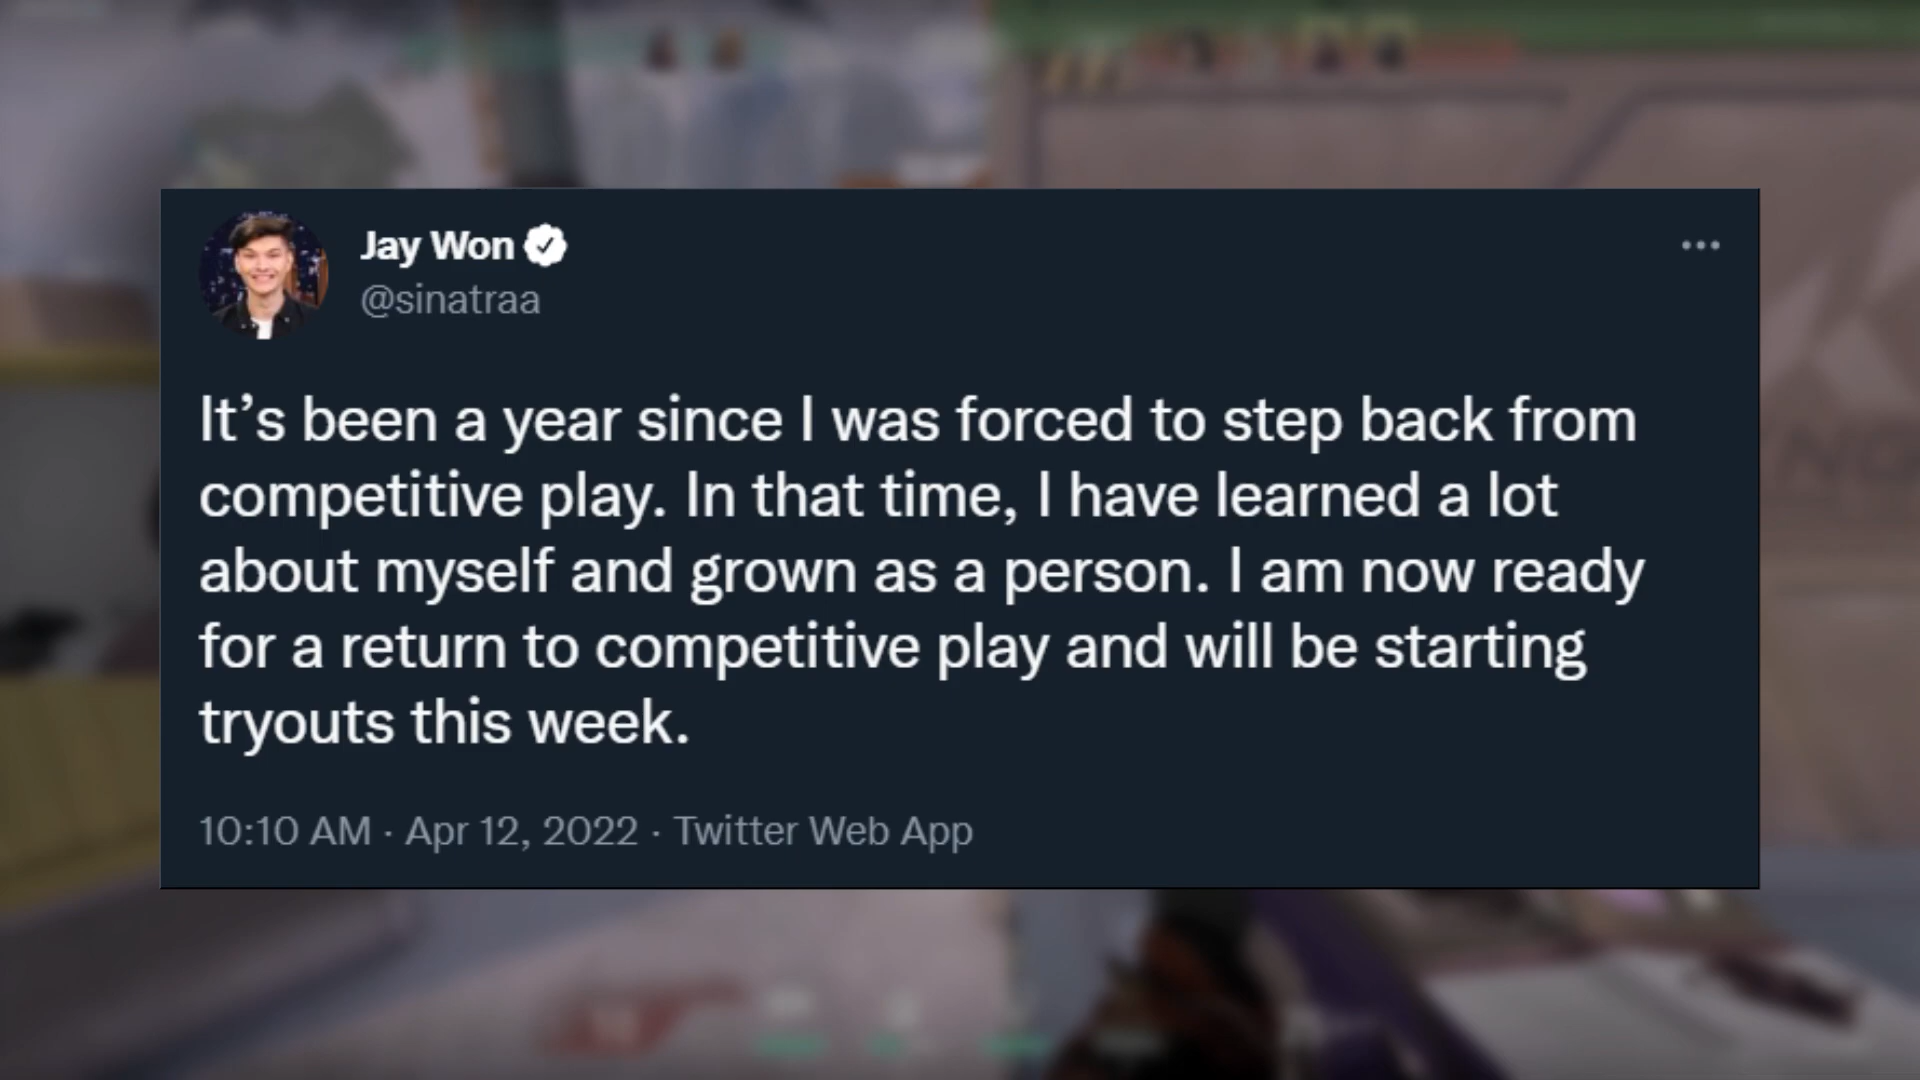 Jay Won
@sinatraa
It’s been a year since I was forced to step back from
competitive play. In that time, I have learned a lot
about myself and grown as a person. I am now ready
for a return to competitive play and will be starting
tryouts this week.
10:10 AM · Apr 12, 2022 · Twitter Web App